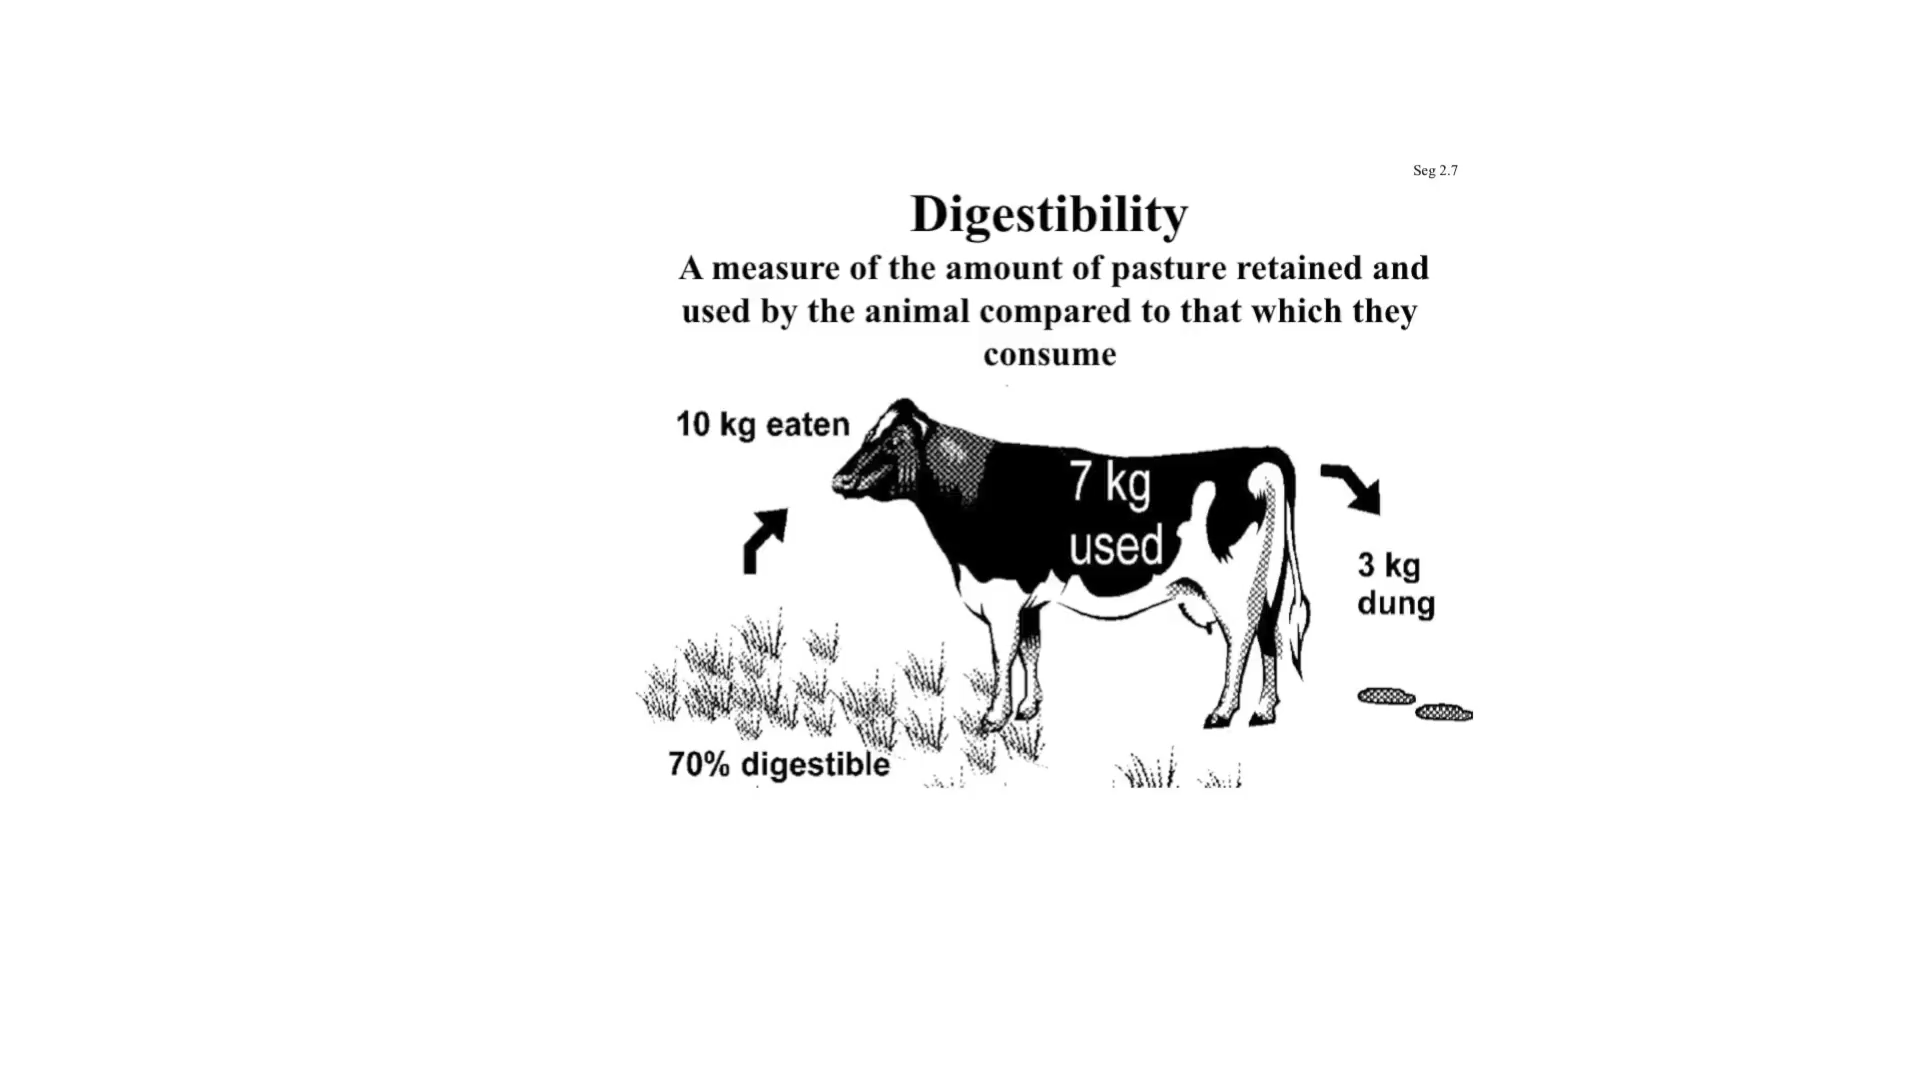 Seg 2.7
Digestibility
A measure of the amount of pasture retained and
used by the animal compared to that which they
consume
10 kg eaten
7 kg
used
3 kg
dung
70% digestible